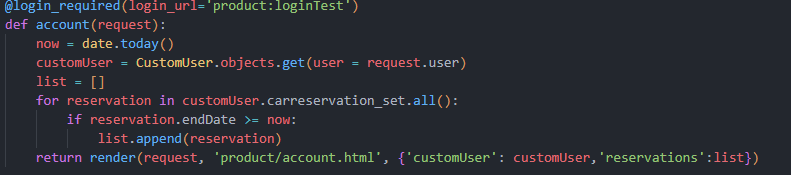 @login_required(login_url='product:loginTest')
def account(request):
    now = date.today()
    customUser = CustomUser.objects.get(user = request.user)
    list = []
    for reservation in customUser.carreservation_set.all():
        if reservation.endDate >= now:
            list.append(reservation)
    return render(request, 'product/account.html', {'customUser': customUser,'reservations':list})